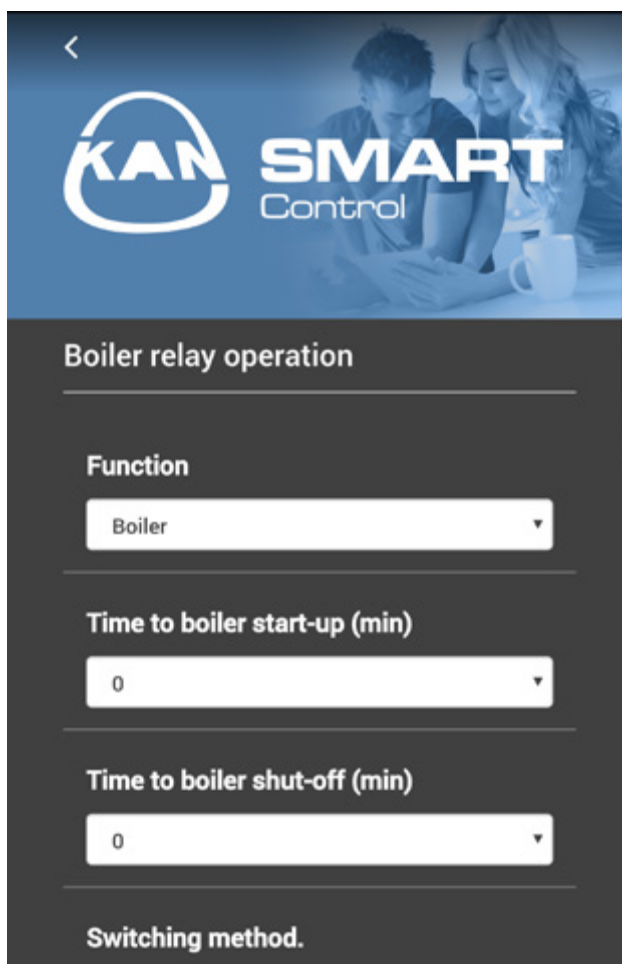 KAN SMART
Control
Boiler relay operation
Function
Boiler
Time to boiler start-up (min)
0
Time to boiler shut-off (min)
0
Switching method.